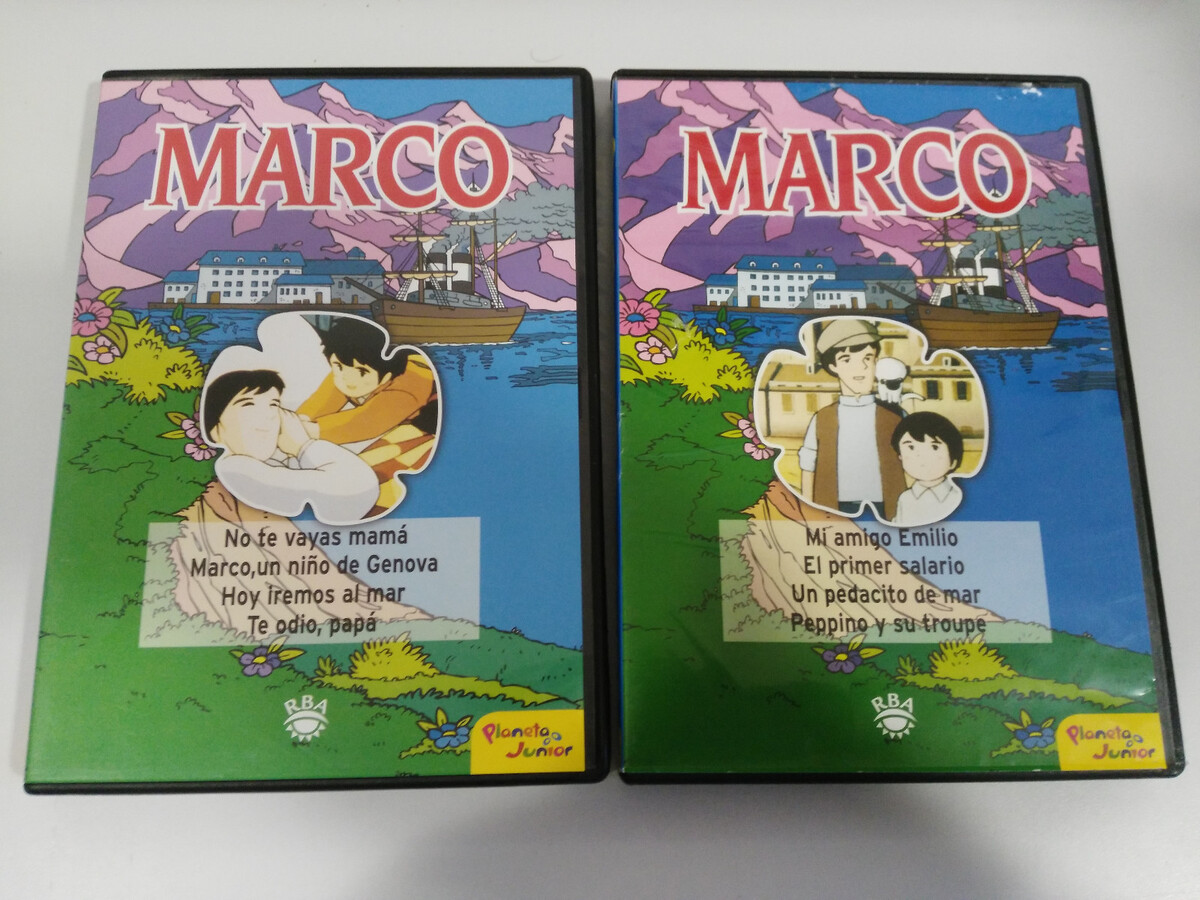 MARCO
No te vayas mamá
Marco,un niño de Genova
Hoy iremos al mar
Te odio, papá
RBA
Planeta
Junior
MARCO
Mi amigo Emilio
El primer salario
Un pedacito de mar
Peppino y su troupe
RBA
Planeta
Junior